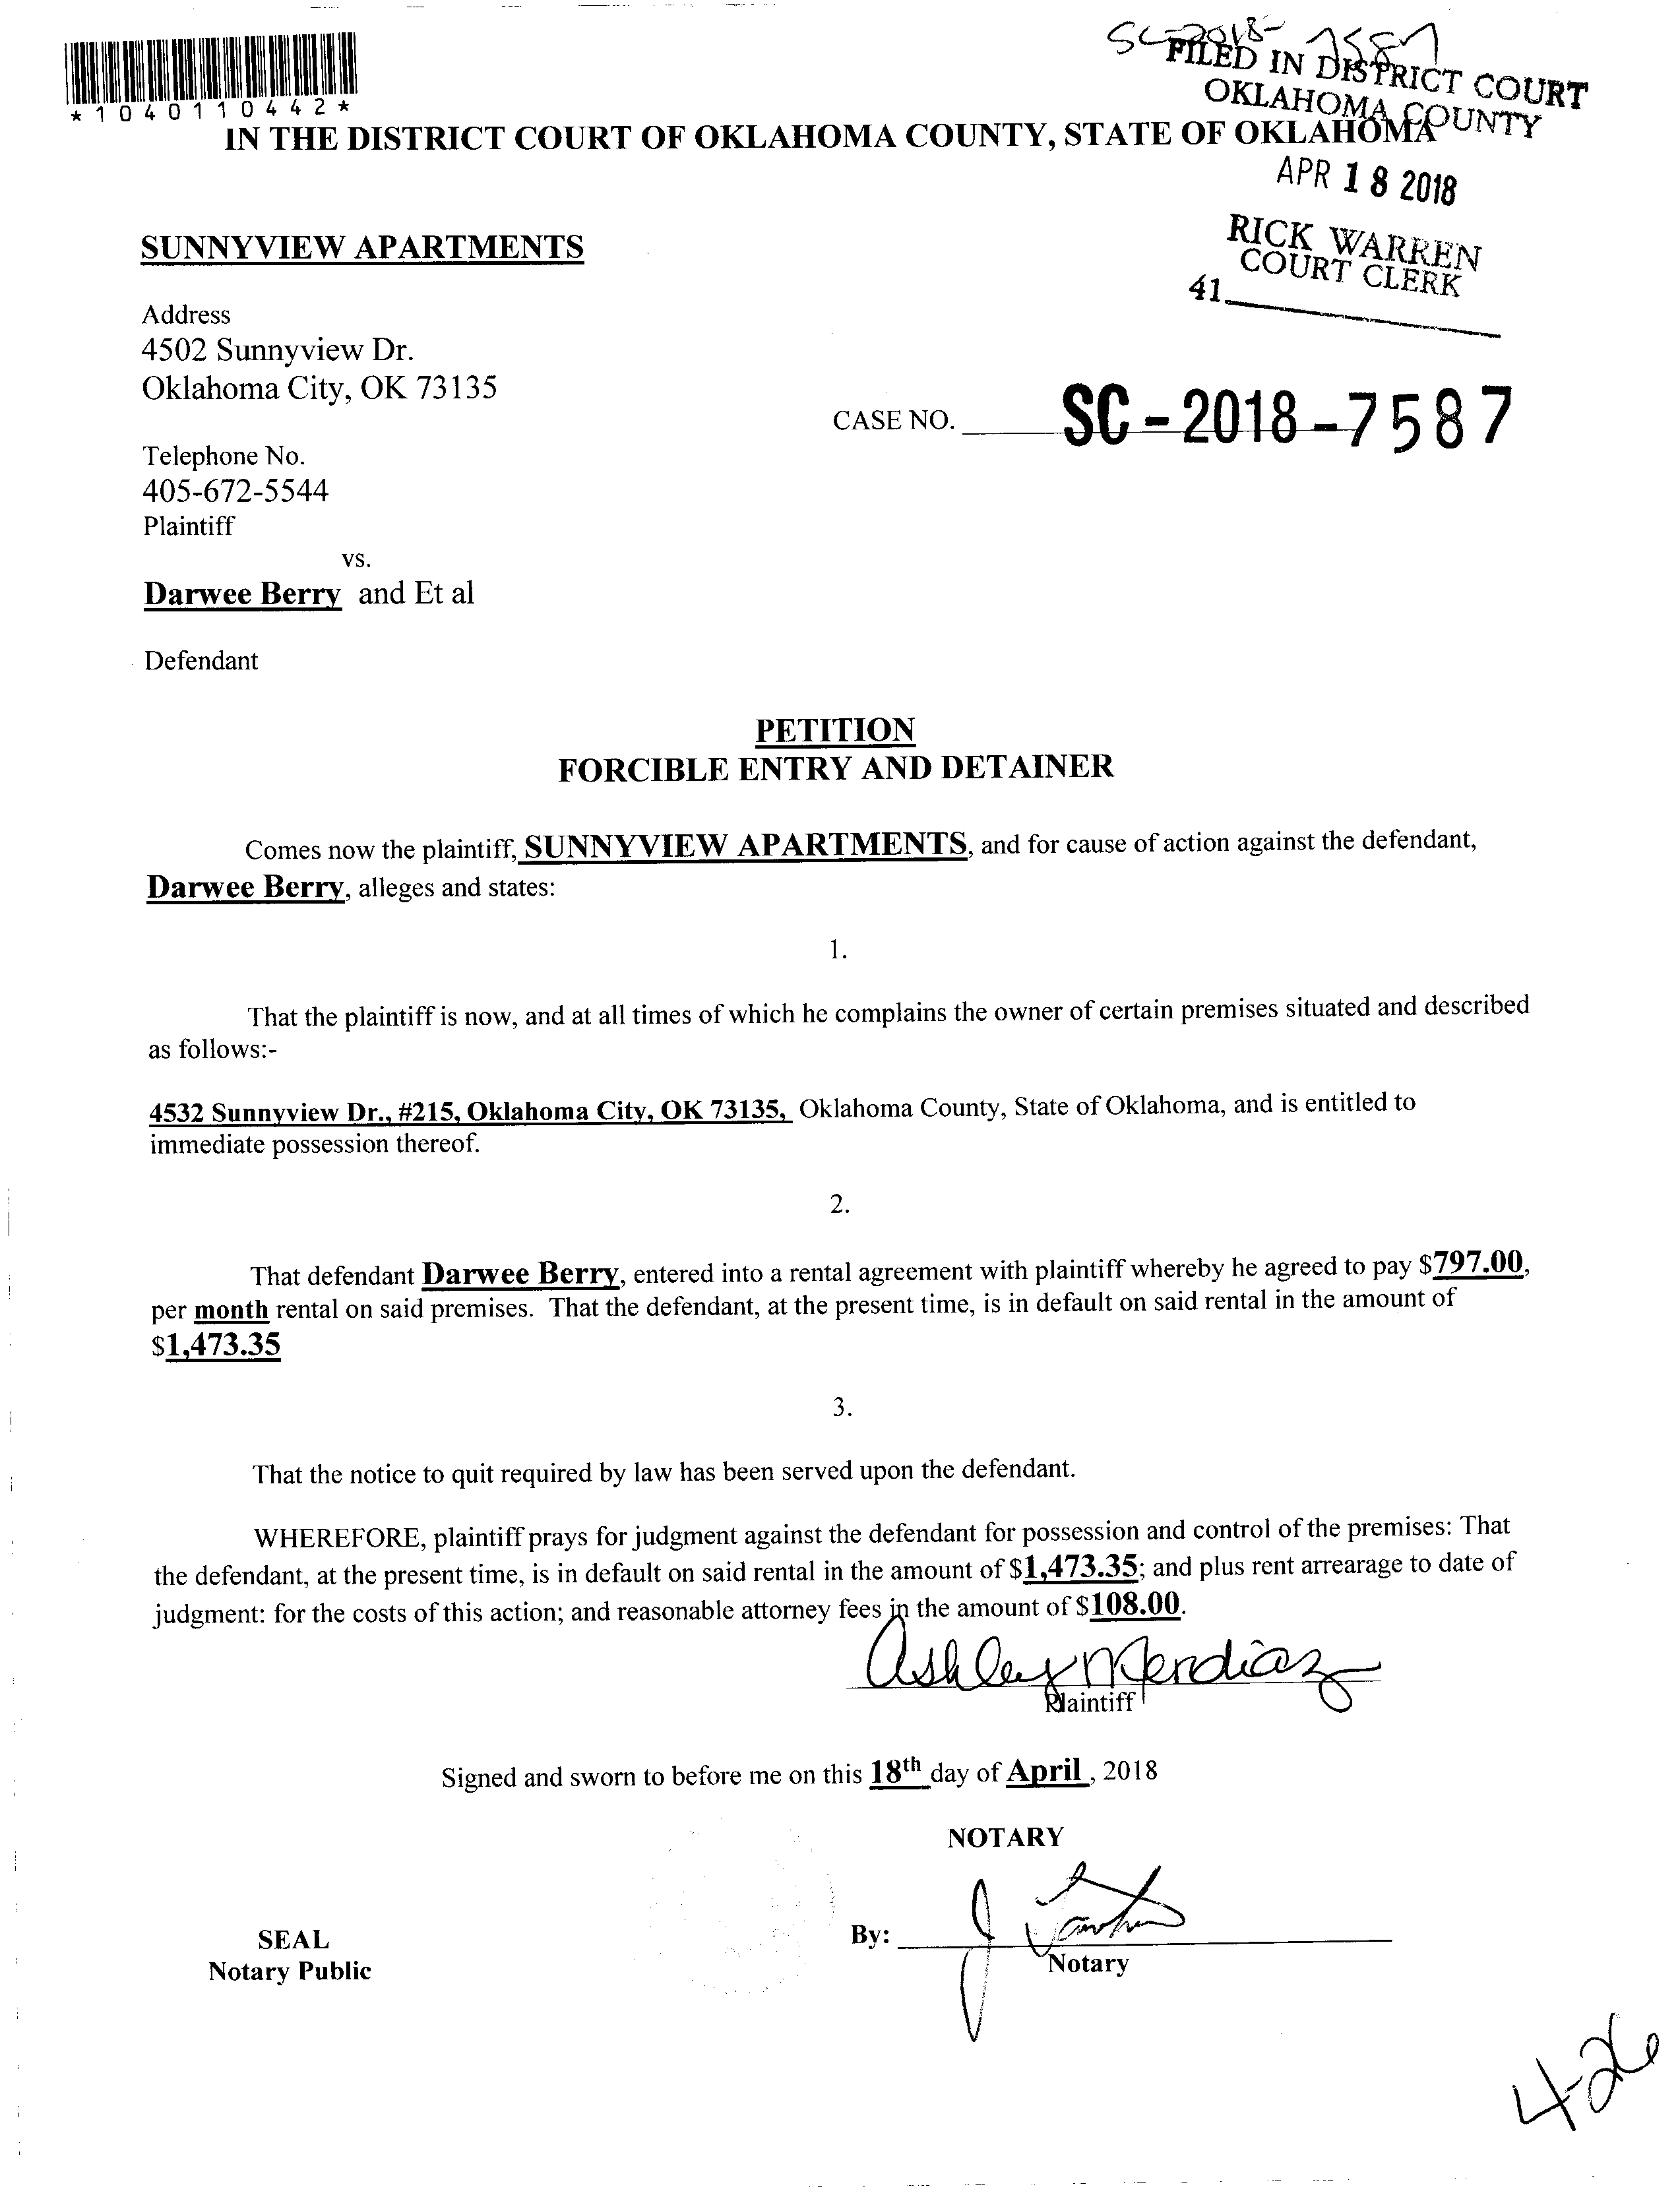 SC-2018-7587
FILED IN DISTRICT COURT
OKLAHOMA COUNTY
*1040110442*
IN THE DISTRICT COURT OF OKLAHOMA COUNTY, STATE OF OKLAHOMA
APR 18 2018
RICK WARREN
COURT CLERK
41
SUNNYVIEW APARTMENTS
Address
4502 Sunnyview Dr.
Oklahoma City, OK 73135
CASE NO. SC-2018-7587
Telephone No.
405-672-5544
Plaintiff
vs.
Darwee Berry and Et al
Defendant
PETITION
FORCIBLE ENTRY AND DETAINER
Comes now the plaintiff, SUNNYVIEW APARTMENTS, and for cause of action against the defendant,
Darwee Berry, alleges and states:
1.
That the plaintiff is now, and at all times of which he complains the owner of certain premises situated and described
as follows:-
4532 Sunnyview Dr., #215, Oklahoma City, OK 73135, Oklahoma County, State of Oklahoma, and is entitled to
immediate possession thereof.
2.
That defendant Darwee Berry, entered into a rental agreement with plaintiff whereby he agreed to pay $797.00,
per month rental on said premises. That the defendant, at the present time, is in default on said rental in the amount of
$1,473.35
3.
That the notice to quit required by law has been served upon the defendant.
WHEREFORE, plaintiff prays for judgment against the defendant for possession and control of the premises: That
the defendant, at the present time, is in default on said rental in the amount of $1,473.35; and plus rent arrearage to date of
judgment: for the costs of this action; and reasonable attorney fees in the amount of $108.00.
Ashley Mendiaz
Plaintiff
Signed and sworn to before me on this 18th day of April, 2018
NOTARY
SEAL
Notary Public
By: J
Notary
4-26